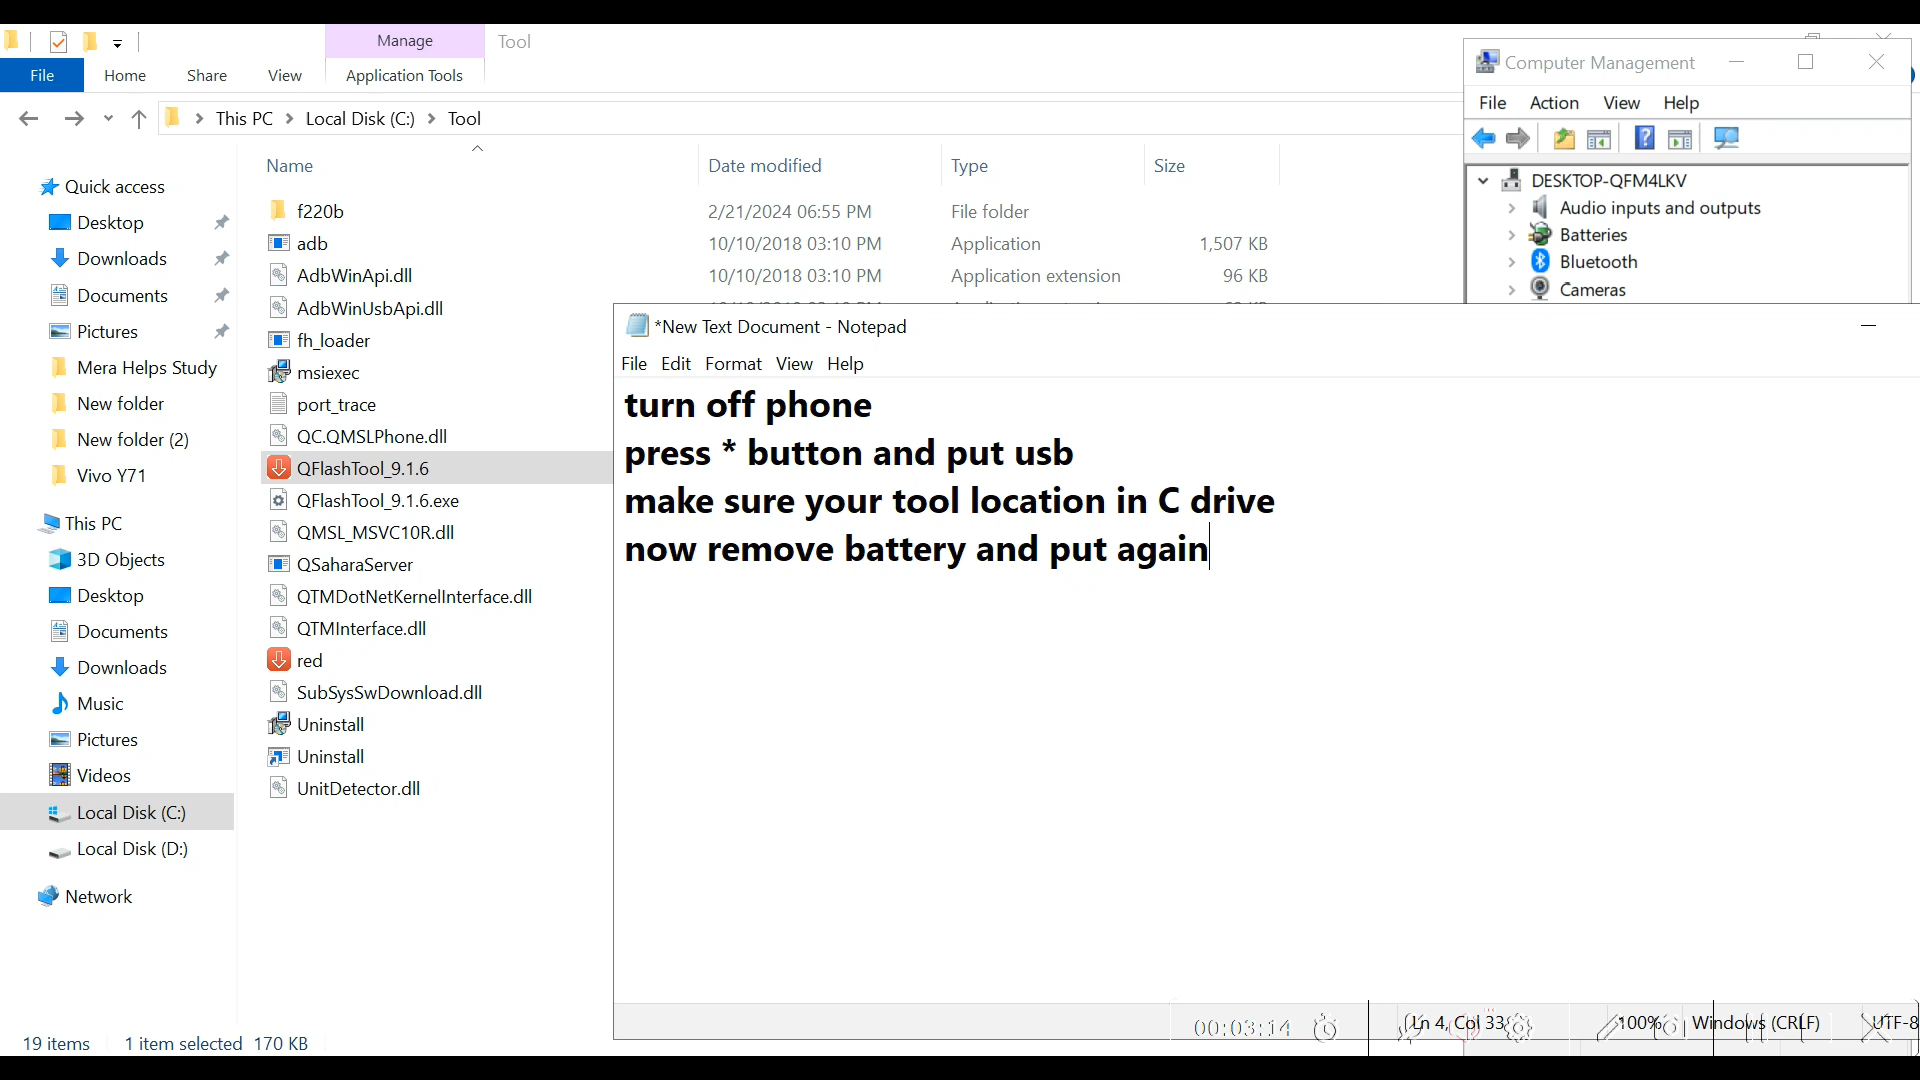 Manage
Tool
File
Home
Share
View
Application Tools
This PC
Local Disk (C:)
Tool
Name
Date modified
Type
Size
Quick access
Desktop
Downloads
Documents
Pictures
Mera Helps Study
New folder
New folder (2)
Vivo Y71
This PC
3D Objects
Desktop
Documents
Downloads
Music
Pictures
Videos
Local Disk (C:)
Local Disk (D:)
Network
f220b 2/21/2024 06:55 PM File folder
adb 10/10/2018 03:10 PM Application 1,507 KB
AdbWinApi.dll 10/10/2018 03:10 PM Application extension 96 KB
AdbWinUsbApi.dll
fh_loader
msiexec
port_trace
QC.QMSLPhone.dll
QFlashTool_9.1.6
QFlashTool_9.1.6.exe
QMSL_MSVC10R.dll
QSaharaServer
QTMDotNetKernelInterface.dll
QTMInterface.dll
red
SubSysSwDownload.dll
Uninstall
Uninstall
UnitDetector.dll
Computer Management
File Action View Help
DESKTOP-QFM4LKV
Audio inputs and outputs
Batteries
Bluetooth
Cameras
*New Text Document - Notepad
File Edit Format View Help
turn off phone
press * button and put usb
make sure your tool location in C drive
now remove battery and put again
00:03:14
Ln 4, Col 33
100%
Windows (CRLF)
UTF-8
19 items 1 item selected 170 KB